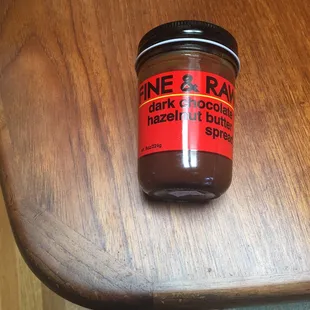 FINE & RAW
dark chocolate
hazelnut butter
spread